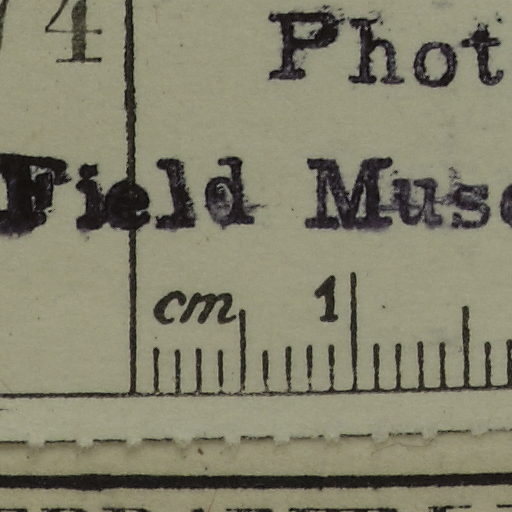 4 Phot
Field Muse
cm 1